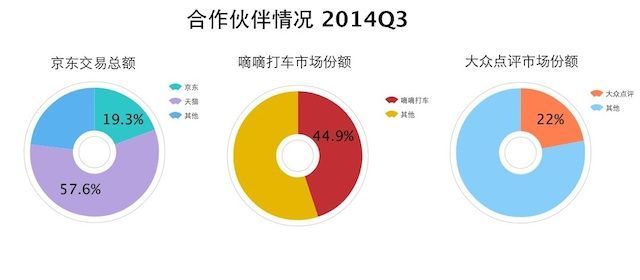 合作伙伴情况 2014Q3
京东交易总额
京东
天猫
其他
19.3%
57.6%
嘀嘀打车市场份额
嘀嘀打车
其他
44.9%
大众点评市场份额
大众点评
其他
22%